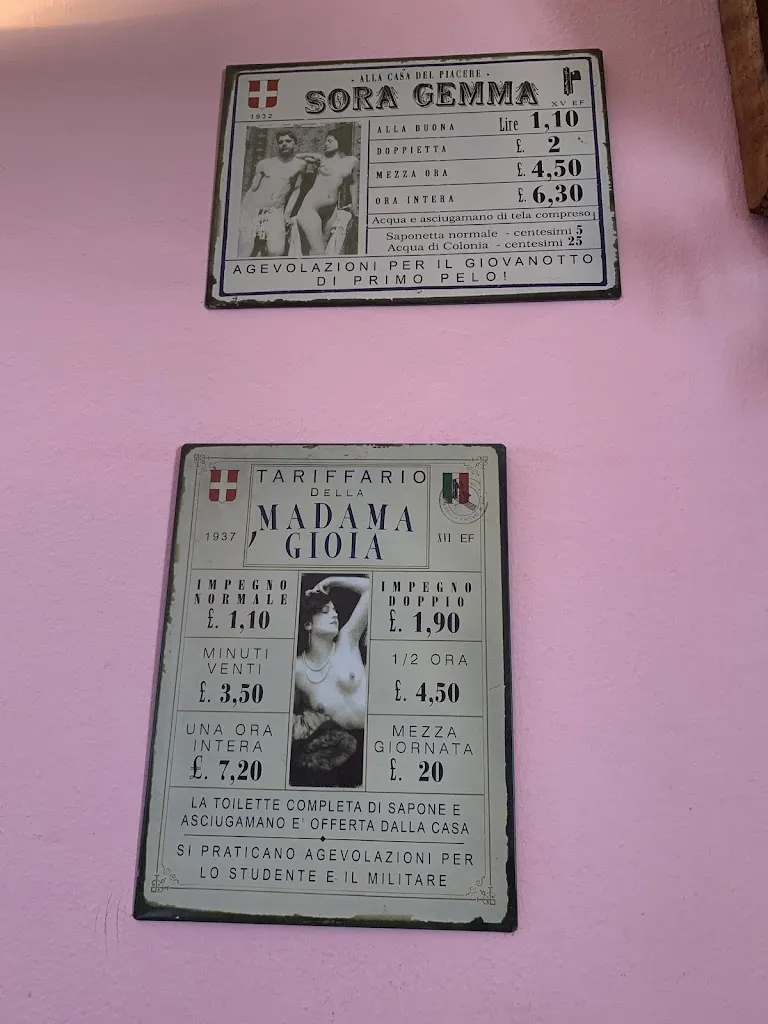 - ALLA CASA DEL PIACERE -
SORA GEMMA
1932
XV EF
ALLA BUONA Lire 1,10
DOPPIETTA £. 2
MEZZA ORA £. 4,50
ORA INTERA £. 6,30
Acqua e asciugamano di tela compreso
Saponetta normale - centesimi 5
Acqua di Colonia - centesimi 25
AGEVOLAZIONI PER IL GIOVANOTTO
DI PRIMO PELO!
TARIFFARIO
DELLA
MADAMA
GIOIA
1937
XVI EF
IMPEGNO
NORMALE
£. 1,10
IMPEGNO
DOPPIO
£. 1,90
MINUTI
VENTI
£. 3,50
1/2 ORA
£. 4,50
UNA ORA
INTERA
£. 7,20
MEZZA
GIORNATA
£. 20
LA TOILETTE COMPLETA DI SAPONE E
ASCIUGAMANO E' OFFERTA DALLA CASA
SI PRATICANO AGEVOLAZIONI PER
LO STUDENTE E IL MILITARE